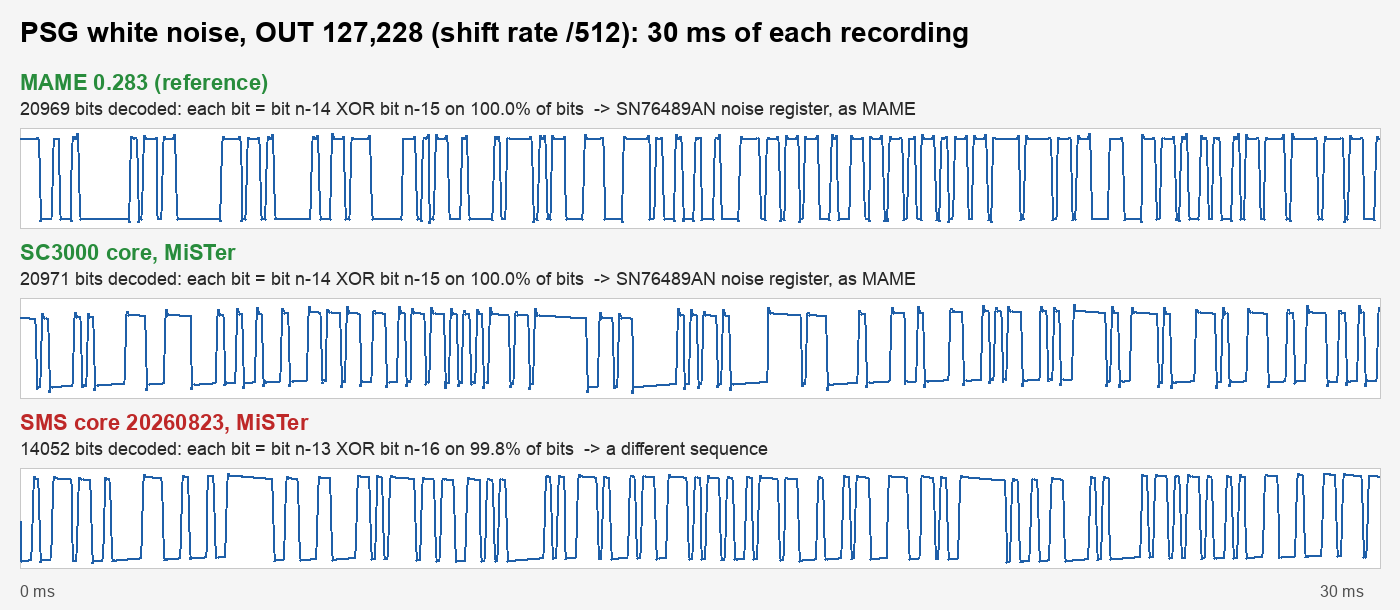 PSG white noise, OUT 127,228 (shift rate /512): 30 ms of each recording
MAME 0.283 (reference)
20969 bits decoded: each bit = bit n-14 XOR bit n-15 on 100.0% of bits  -> SN76489AN noise register, as MAME
SC3000 core, MiSTer
20971 bits decoded: each bit = bit n-14 XOR bit n-15 on 100.0% of bits  -> SN76489AN noise register, as MAME
SMS core 20260823, MiSTer
14052 bits decoded: each bit = bit n-13 XOR bit n-16 on 99.8% of bits  -> a different sequence
0 ms
30 ms